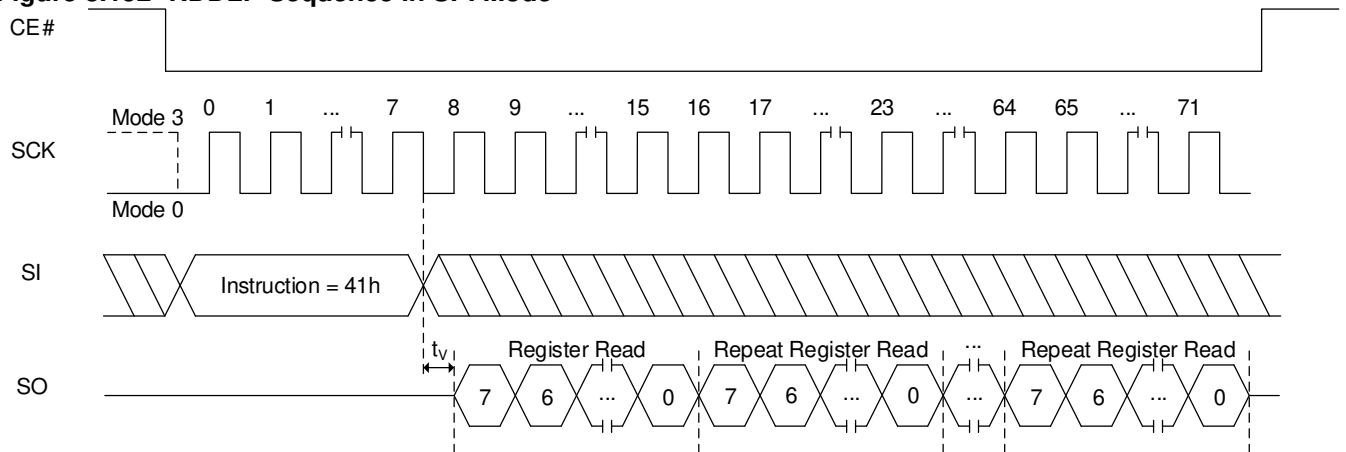 CE#
0 1 ... 7 8 9 ... 15 16 17 ... 23 ... 64 65 ... 71
Mode 3
SCK
Mode 0
SI
Instruction = 41h
tV Register Read Repeat Register Read ... Repeat Register Read
SO
7 6 ... 0 7 6 ... 0 ... 7 6 ... 0